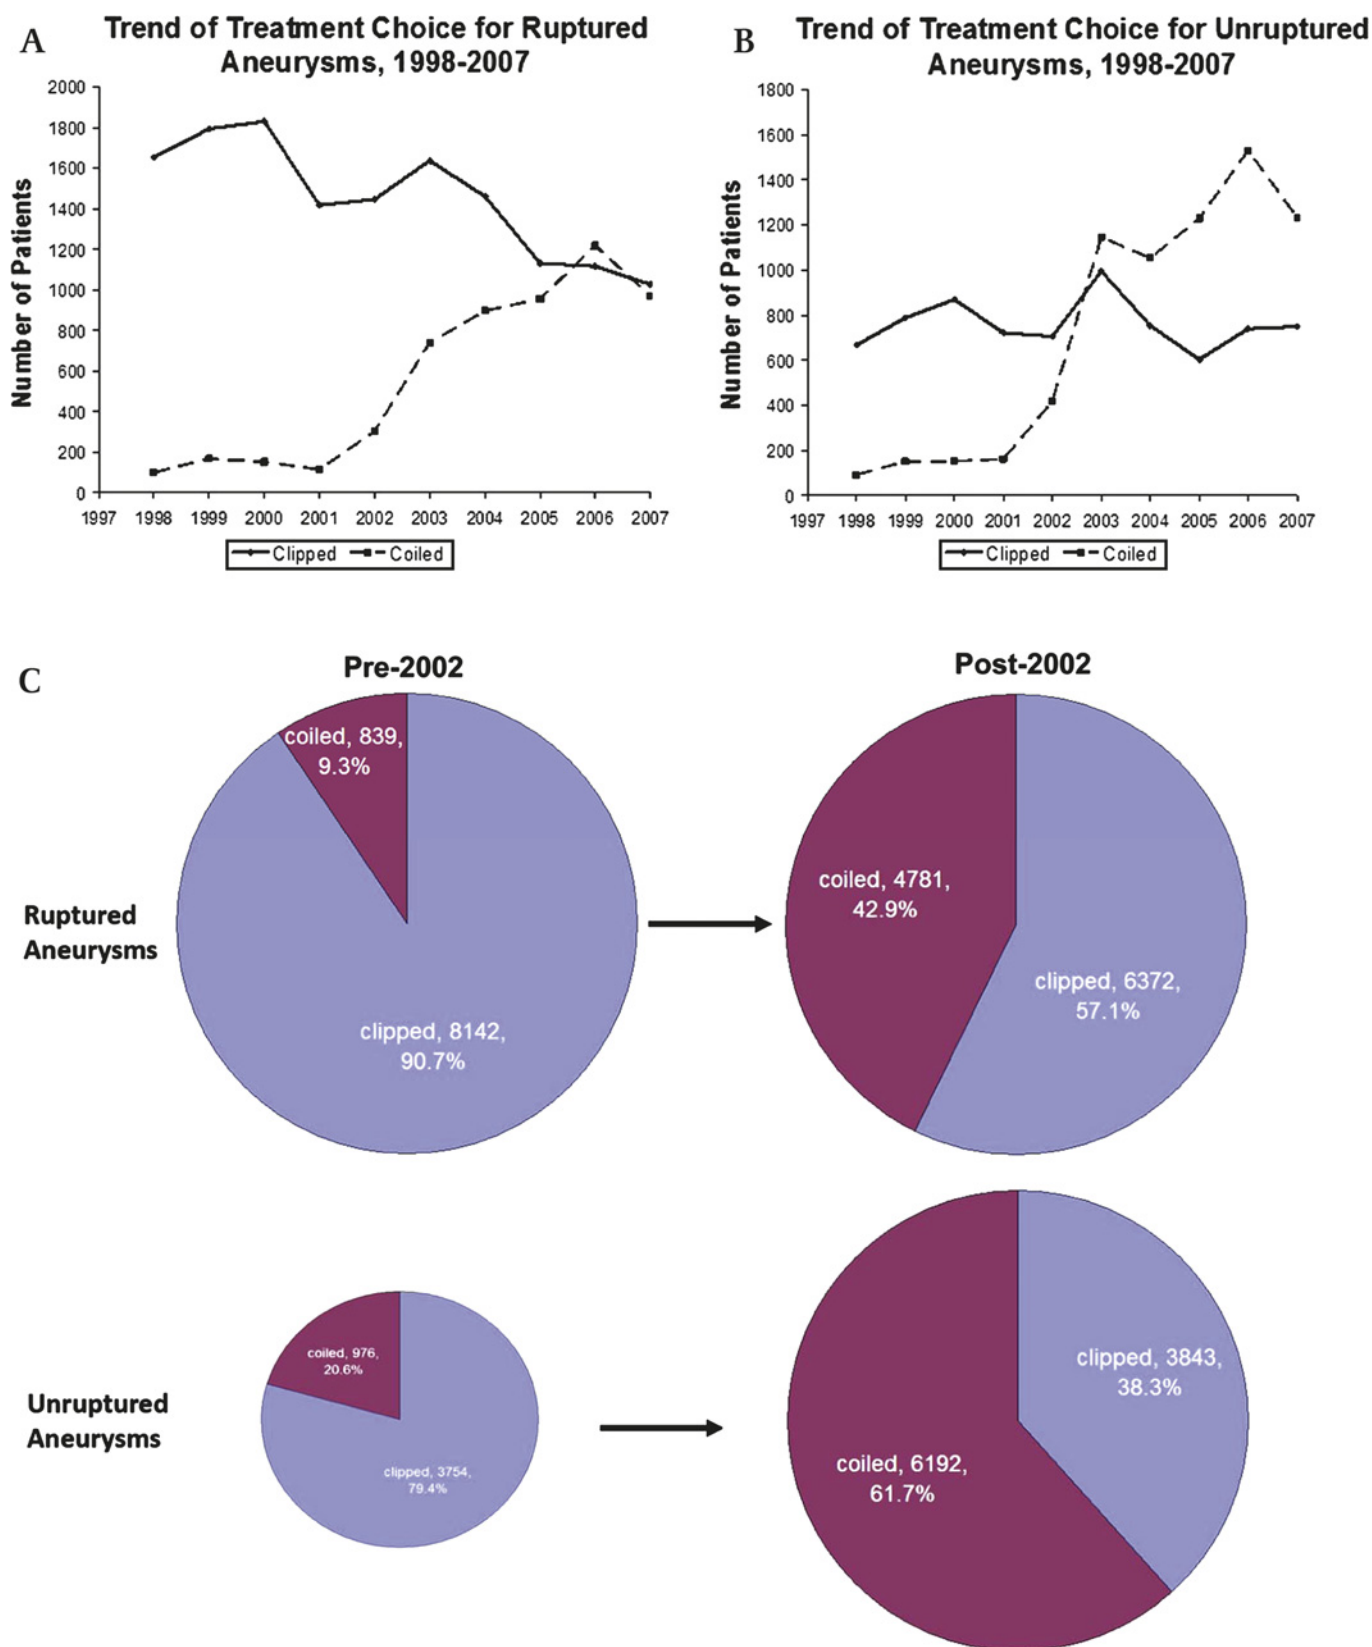 A
Trend of Treatment Choice for Ruptured
Aneurysms, 1998-2007
Number of Patients
2000
1800
1600
1400
1200
1000
800
600
400
200
0
1997 1998 1999 2000 2001 2002 2003 2004 2005 2006 2007
Clipped Coiled
B
Trend of Treatment Choice for Unruptured
Aneurysms, 1998-2007
Number of Patients
1800
1600
1400
1200
1000
800
600
400
200
0
1997 1998 1999 2000 2001 2002 2003 2004 2005 2006 2007
Clipped Coiled
C
Pre-2002
Post-2002
Ruptured
Aneurysms
coiled, 839,
9.3%
clipped, 8142,
90.7%
coiled, 4781,
42.9%
clipped, 6372,
57.1%
Unruptured
Aneurysms
coiled, 976,
20.6%
clipped, 3754,
79.4%
clipped, 3843,
38.3%
coiled, 6192,
61.7%